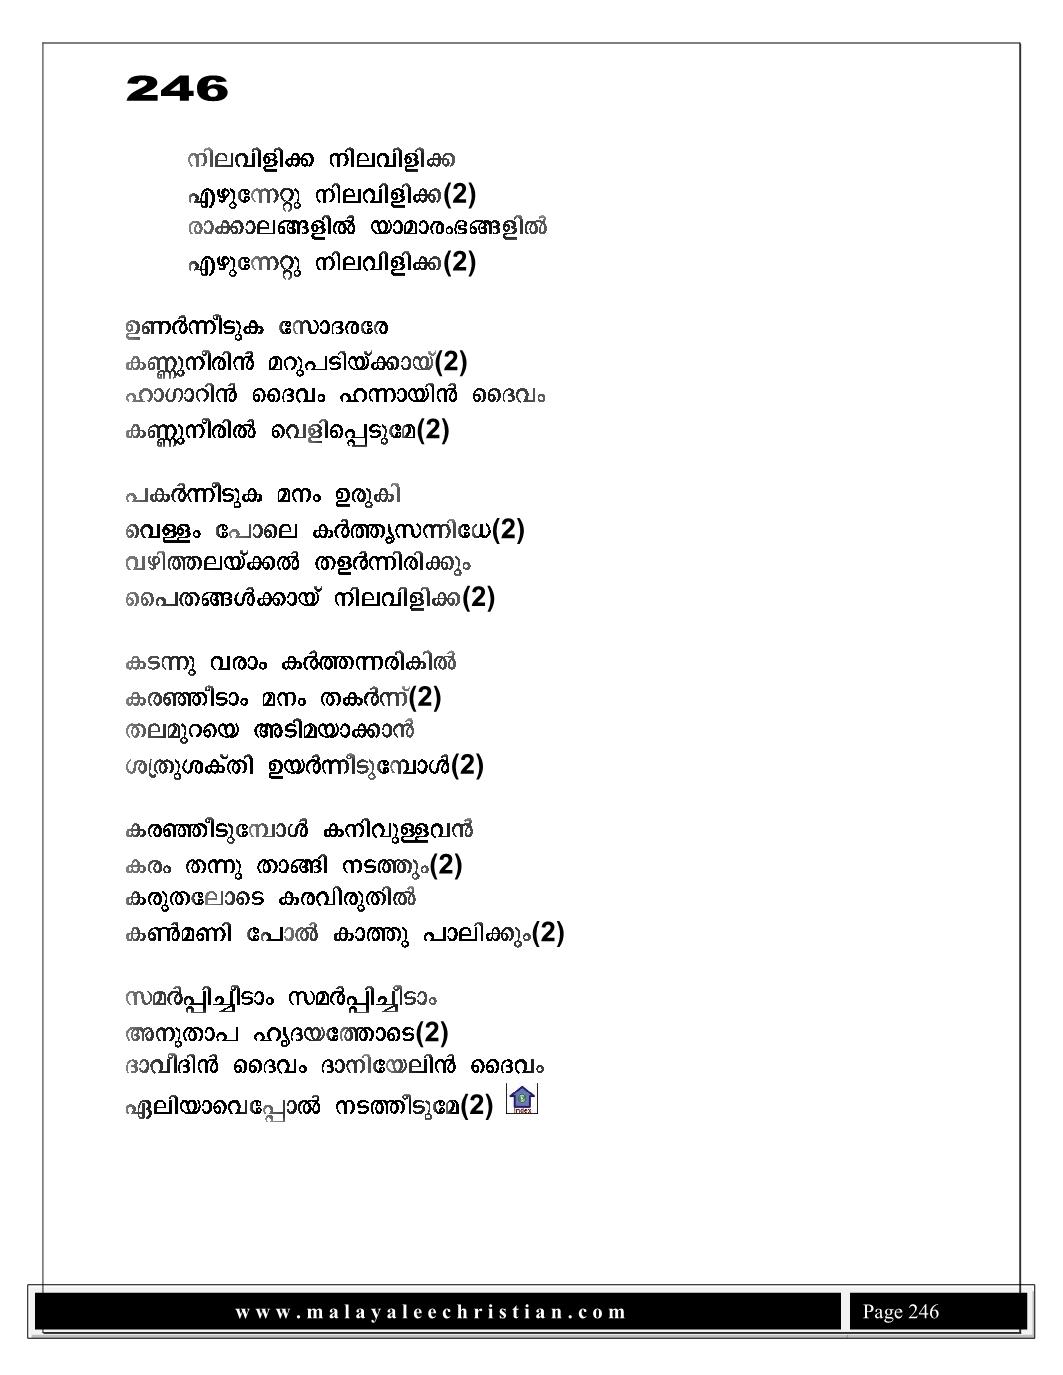 246
നിലവിളിക്ക നിലവിളിക്ക
എഴുന്നേറ്റു നിലവിളിക്ക(2)
രാക്കാലങ്ങളിൽ യാമാരംഭങ്ങളിൽ
എഴുന്നേറ്റു നിലവിളിക്ക(2)
ഉണർന്നീടുക സോദരരേ
കണ്ണുനീരിൻ മറുപടിയ്ക്കായ്(2)
ഹാഗാറിൻ ദൈവം ഹന്നായിൻ ദൈവം
കണ്ണുനീരിൽ വെളിപ്പെടുമേ(2)
പകർന്നീടുക മനം ഉരുകി
വെള്ളം പോലെ കർത്തൃസന്നിധേ(2)
വഴിത്തലയ്ക്കൽ തളർന്നിരിക്കും
പൈതങ്ങൾക്കായ് നിലവിളിക്ക(2)
കടന്നു വരാം കർത്തന്നരികിൽ
കരഞ്ഞീടാം മനം തകർന്ന്(2)
തലമുറയെ അടിമയാക്കാൻ
ശത്രുശക്തി ഉയർന്നീടുമ്പോൾ(2)
കരഞ്ഞീടുമ്പോൾ കനിവുള്ളവൻ
കരം തന്നു താങ്ങി നടത്തും(2)
കരുതലോടെ കരവിരുതിൽ
കൺമണി പോൽ കാത്തു പാലിക്കും(2)
സമർപ്പിച്ചീടാം സമർപ്പിച്ചീടാം
അനുതാപ ഹൃദയത്തോടെ(2)
ദാവീദിൻ ദൈവം ദാനിയേലിൻ ദൈവം
ഏലിയാവെപ്പോൽ നടത്തീടുമേ(2) Index
www.malayaleechristian.com Page 246